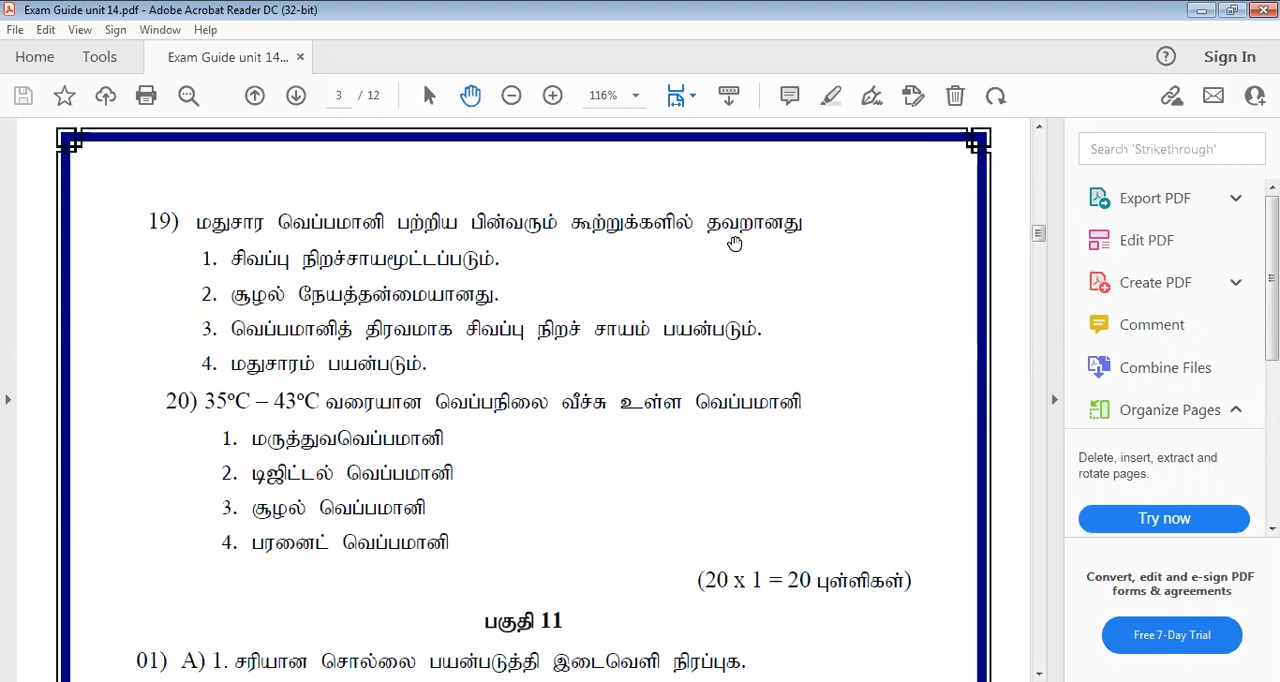 Exam Guide unit 14.pdf - Adobe Acrobat Reader DC (32-bit)
File Edit View Sign Window Help
Home Tools Exam Guide unit 14... × Sign In
3 / 12 116%
Search 'Strikethrough'
Export PDF
Edit PDF
Create PDF
Comment
Combine Files
Organize Pages
Delete, insert, extract and
rotate pages.
Try now
Convert, edit and e-sign PDF
forms & agreements
Free 7-Day Trial
19) மதுசார வெப்பமானி பற்றிய பின்வரும் கூற்றுக்களில் தவறானது
1. சிவப்பு நிறச்சாயமூட்டப்படும்.
2. சூழல் நேயத்தன்மையானது.
3. வெப்பமானித் திரவமாக சிவப்பு நிறச் சாயம் பயன்படும்.
4. மதுசாரம் பயன்படும்.
20) 35ºC – 43ºC வரையான வெப்பநிலை வீச்சு உள்ள வெப்பமானி
1. மருத்துவவெப்பமானி
2. டிஜிட்டல் வெப்பமானி
3. சூழல் வெப்பமானி
4. பரனைட் வெப்பமானி
(20 x 1 = 20 புள்ளிகள்)
பகுதி 11
01) A) 1. சரியான சொல்லை பயன்படுத்தி இடைவெளி நிரப்புக.